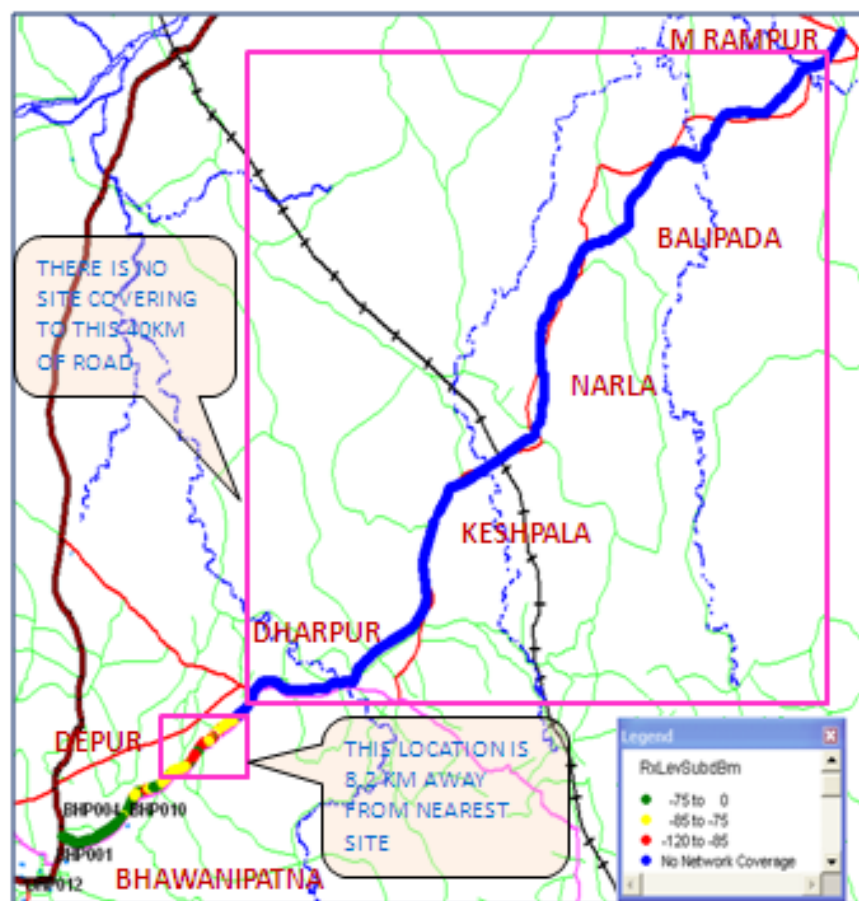 M RAMPUR
BALIPADA
THERE IS NO
SITE COVERING
TO THIS 40KM
OF ROAD
NARLA
KESHPALA
DHARPUR
DEPUR
THIS LOCATION IS
8.2 KM AWAY
FROM NEAREST
SITE
BHP004 BHP010
BHP001
BHP012
BHAWANIPATNA
Legend
RxLevSubdBm
-75 to 0
-85 to -75
-120 to -85
No Network Coverage